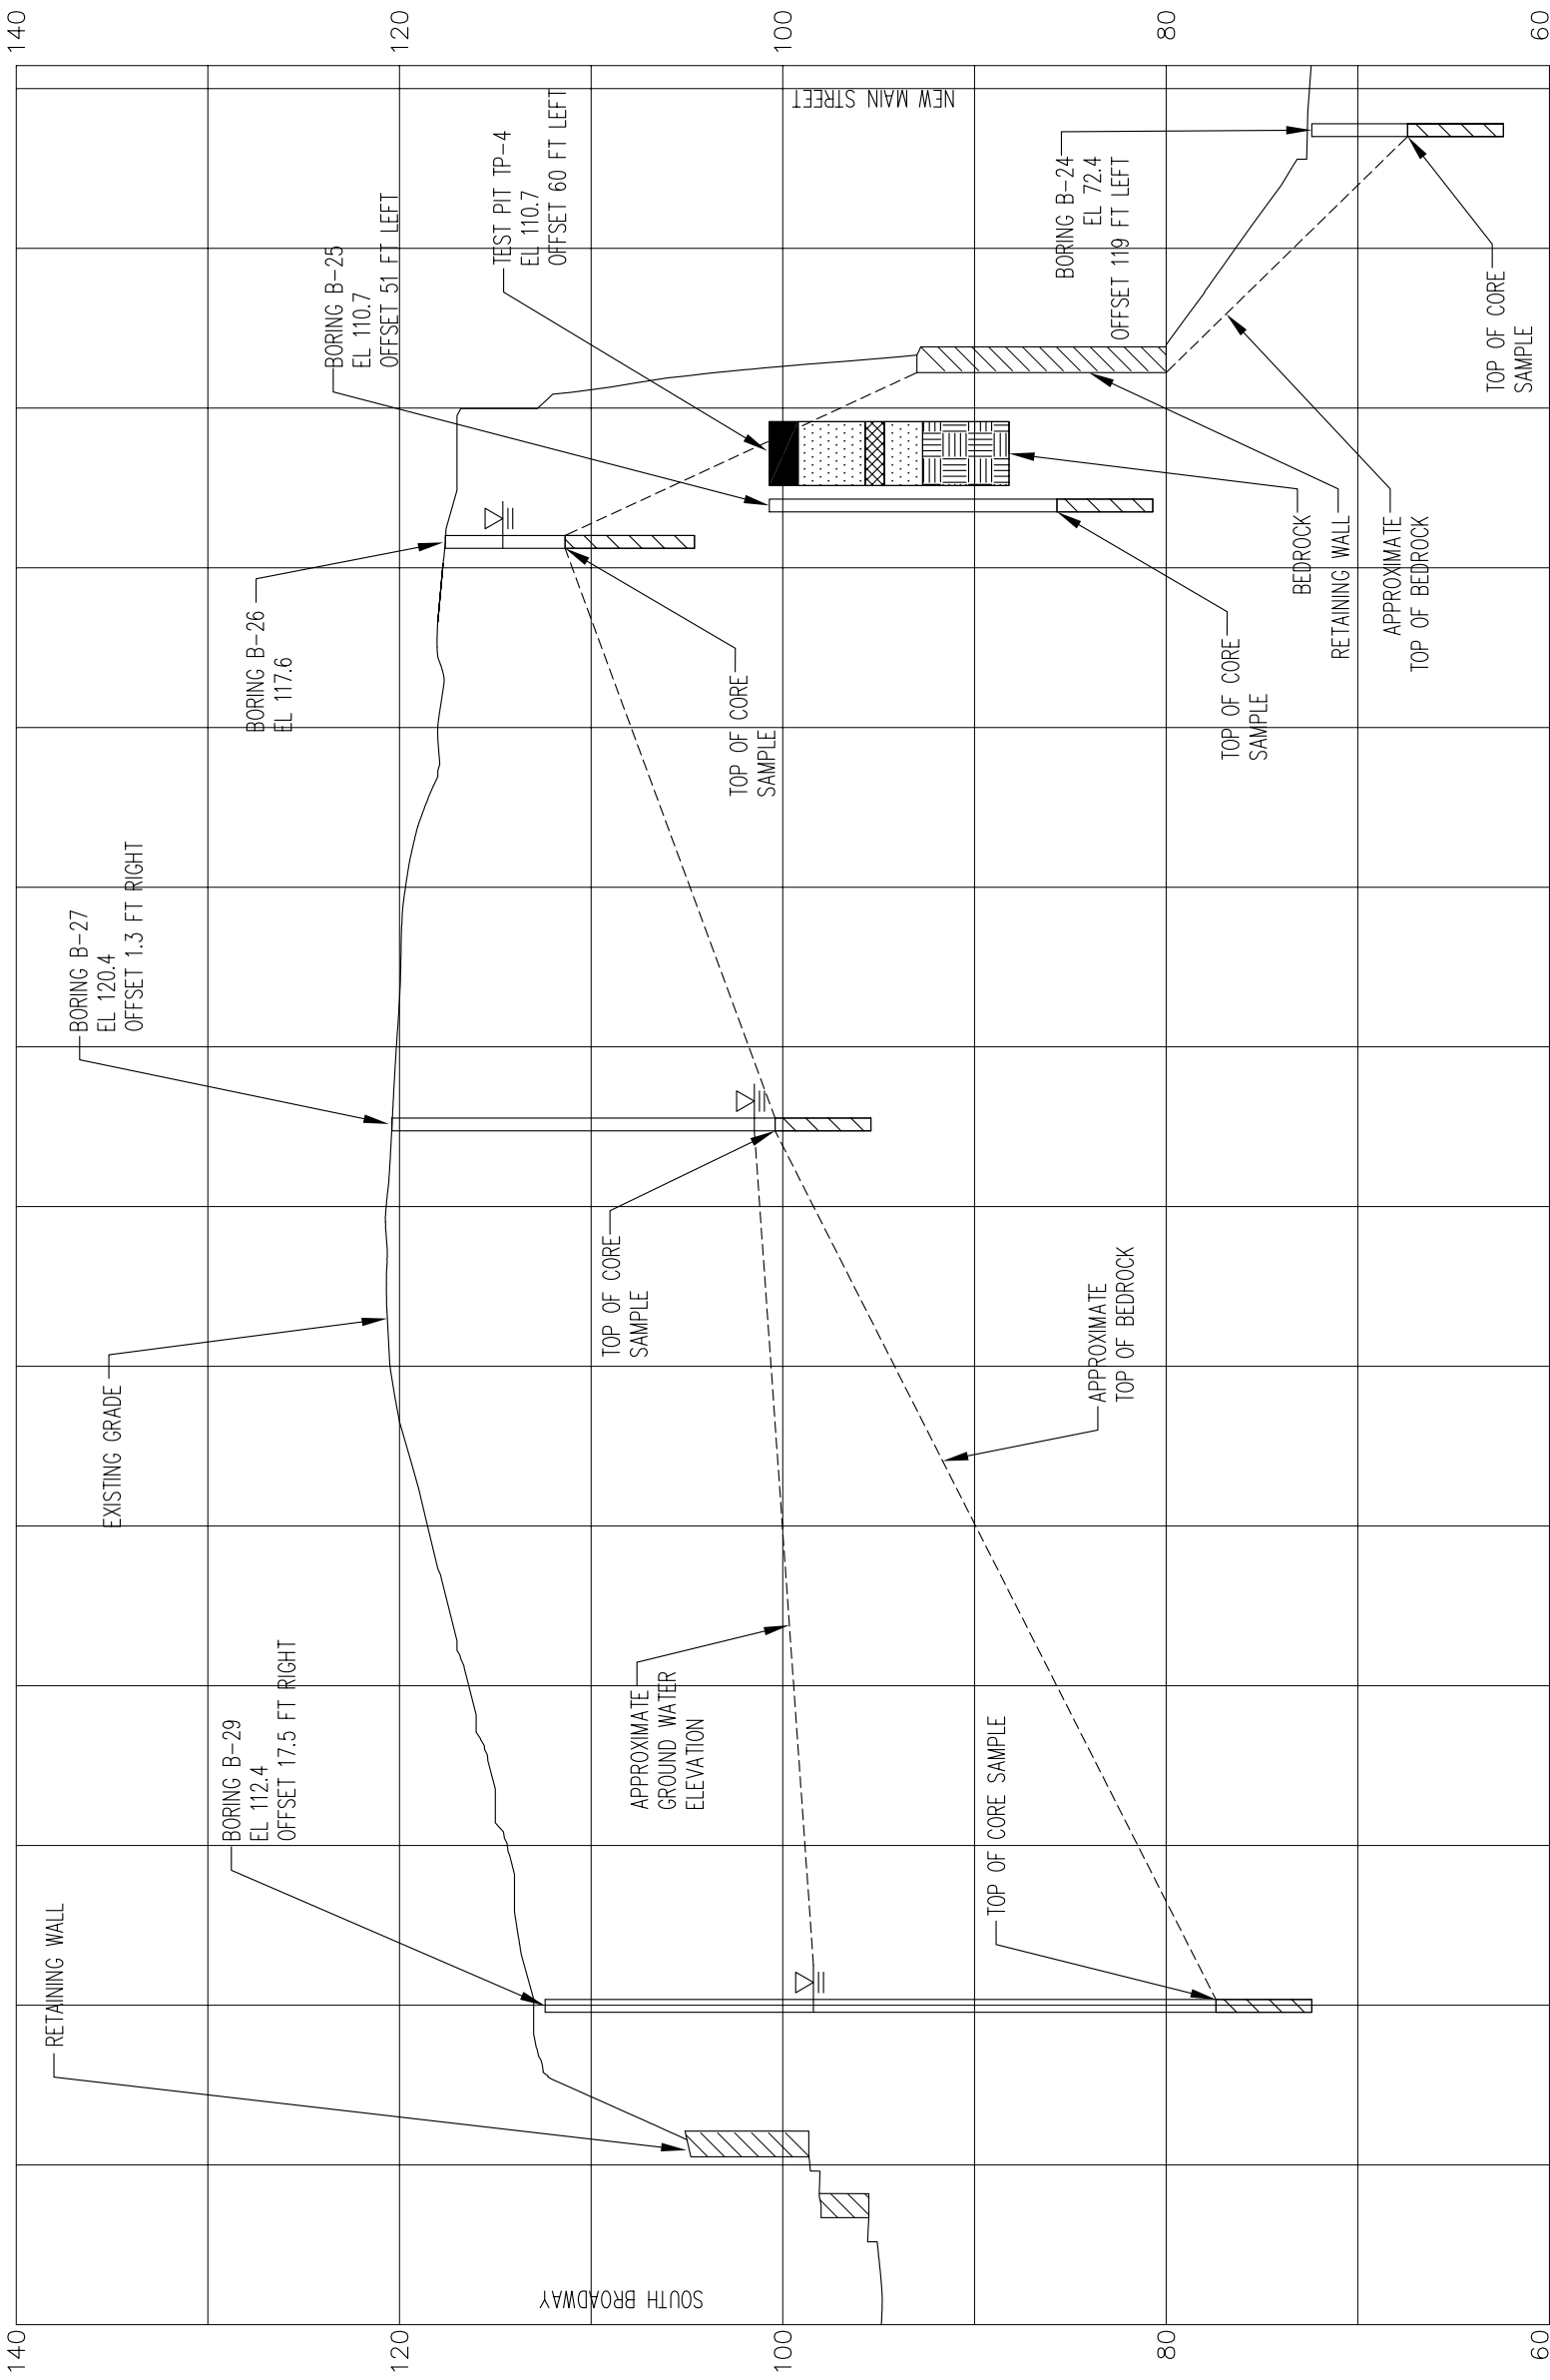 140
120
100
80
60
RETAINING WALL
BORING B-29
EL 112.4
OFFSET 17.5 FT RIGHT
EXISTING GRADE
BORING B-27
EL 120.4
OFFSET 1.3 FT RIGHT
BORING B-26
EL 117.6
BORING B-25
EL 110.7
OFFSET 51 FT LEFT
TEST PIT TP-4
EL 110.7
OFFSET 60 FT LEFT
NEW MAIN STREET
SOUTH BROADWAY
APPROXIMATE
GROUND WATER
ELEVATION
TOP OF CORE
SAMPLE
TOP OF CORE
SAMPLE
BORING B-24
EL 72.4
OFFSET 119 FT LEFT
TOP OF CORE SAMPLE
APPROXIMATE
TOP OF BEDROCK
TOP OF CORE
SAMPLE
BEDROCK
RETAINING WALL
APPROXIMATE
TOP OF BEDROCK
TOP OF CORE
SAMPLE
140
120
100
80
60